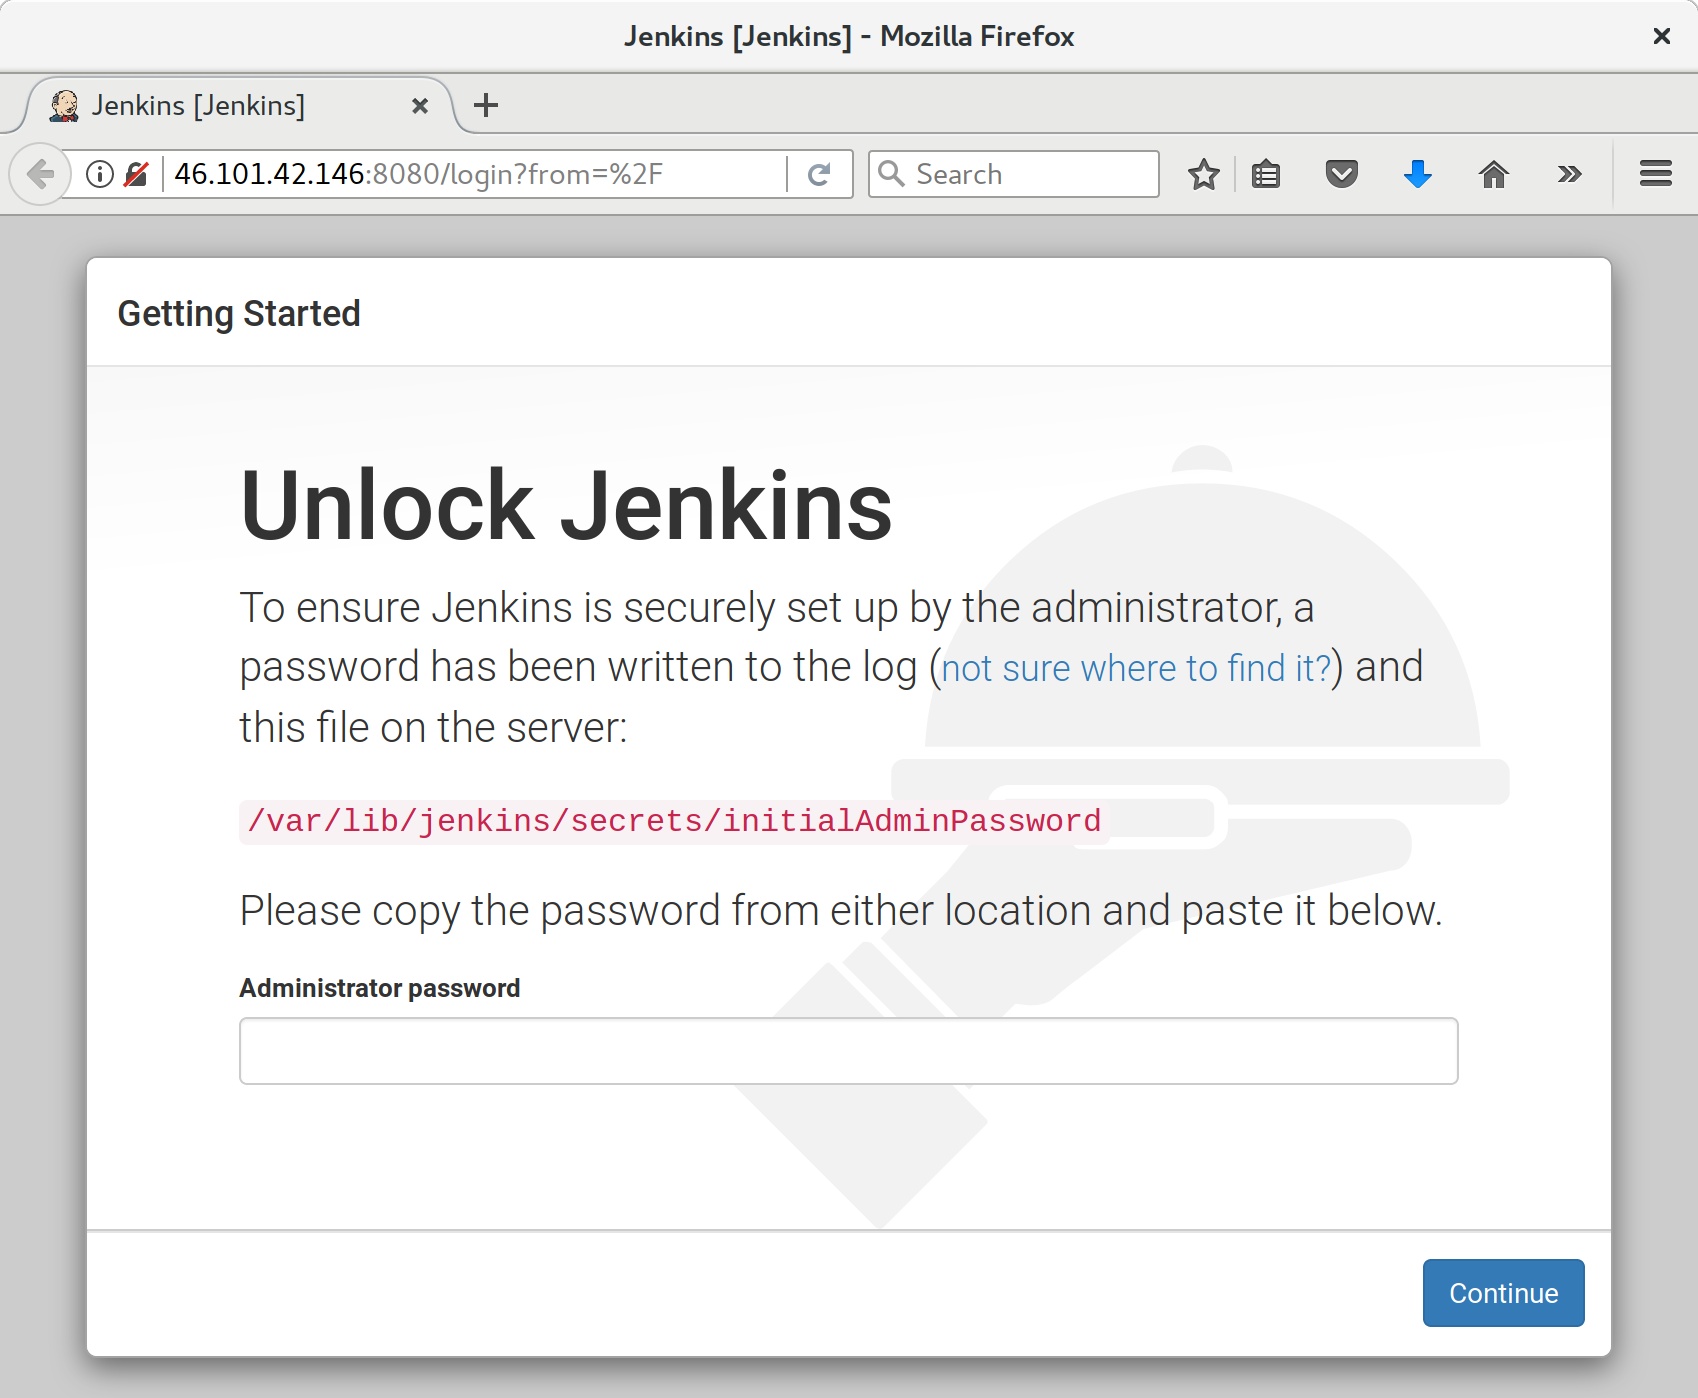 Jenkins [Jenkins] - Mozilla Firefox
Jenkins [Jenkins]
46.101.42.146:8080/login?from=%2F
Search
Getting Started
Unlock Jenkins
To ensure Jenkins is securely set up by the administrator, a
password has been written to the log (not sure where to find it?) and
this file on the server:
/var/lib/jenkins/secrets/initialAdminPassword
Please copy the password from either location and paste it below.
Administrator password
Continue